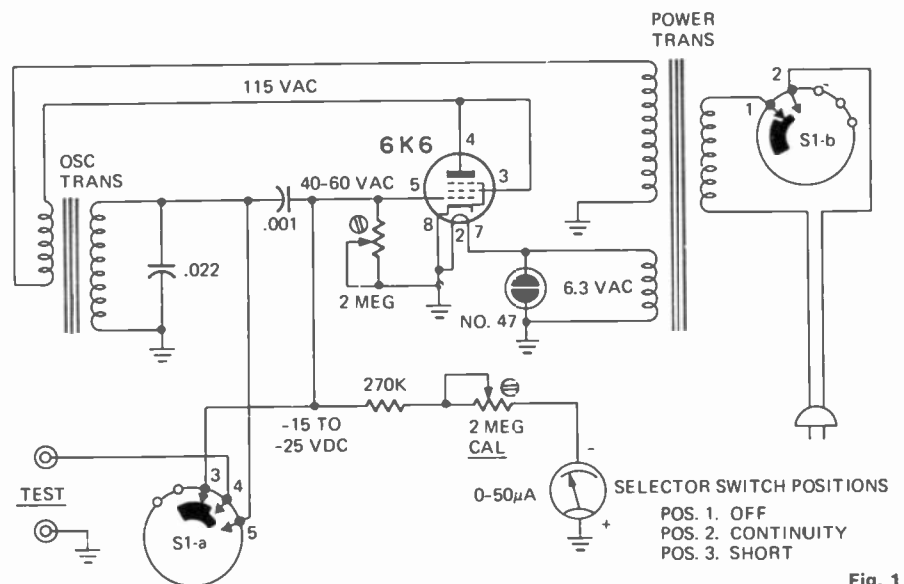 POWER
TRANS
115 VAC
2
1
S1-b
6K6
4
3
5
8
2
7
OSC
TRANS
40-60 VAC
.001
.022
2 MEG
6.3 VAC
NO. 47
270K
-15 TO
-25 VDC
2 MEG
CAL
-
0-50μA
+
TEST
3
4
5
S1-a
SELECTOR SWITCH POSITIONS
POS. 1. OFF
POS. 2. CONTINUITY
POS. 3. SHORT
Fig. 1